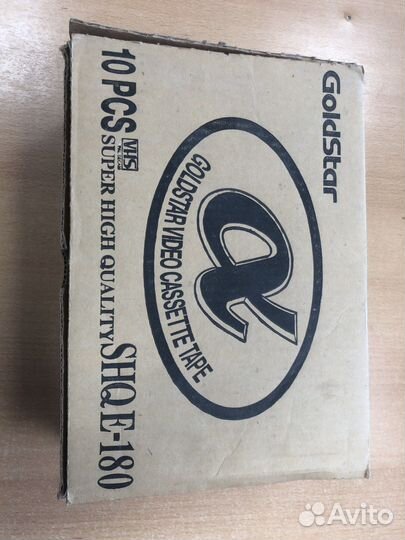 GoldStar
α
GOLDSTAR VIDEO CASSETTE TAPE
10 PCS VHS
SUPER HIGH QUALITY SHQ E-180
Avito